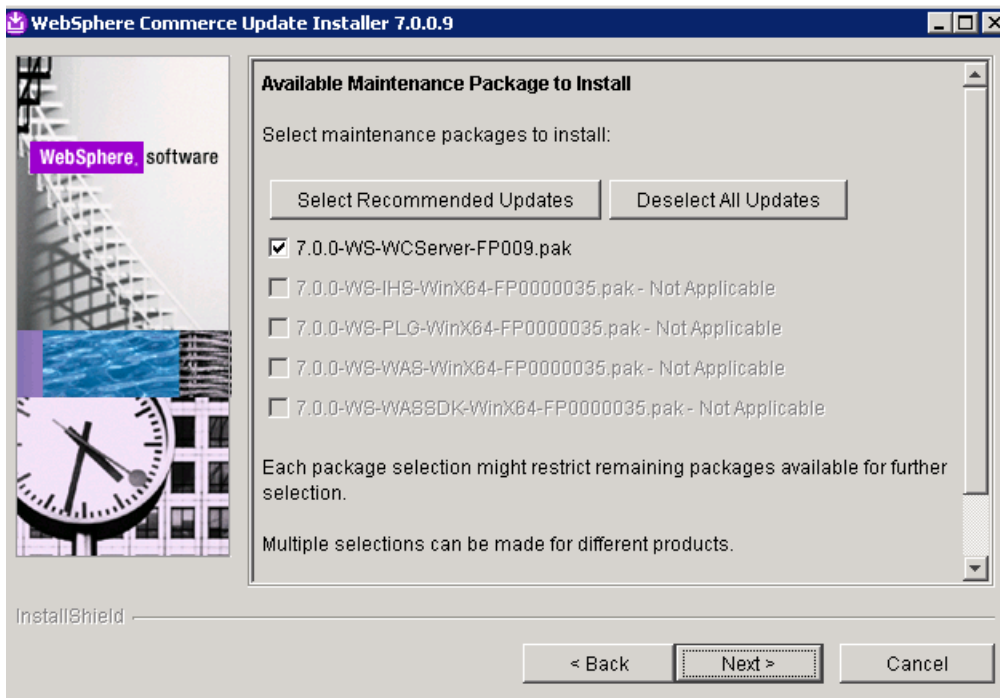 WebSphere Commerce Update Installer 7.0.0.9
WebSphere. software
Available Maintenance Package to Install
Select maintenance packages to install:
Select Recommended Updates
Deselect All Updates
7.0.0-WS-WCServer-FP009.pak
7.0.0-WS-IHS-WinX64-FP0000035.pak - Not Applicable
7.0.0-WS-PLG-WinX64-FP0000035.pak - Not Applicable
7.0.0-WS-WAS-WinX64-FP0000035.pak - Not Applicable
7.0.0-WS-WASSDK-WinX64-FP0000035.pak - Not Applicable
Each package selection might restrict remaining packages available for further
selection.
Multiple selections can be made for different products.
InstallShield
< Back
Next >
Cancel